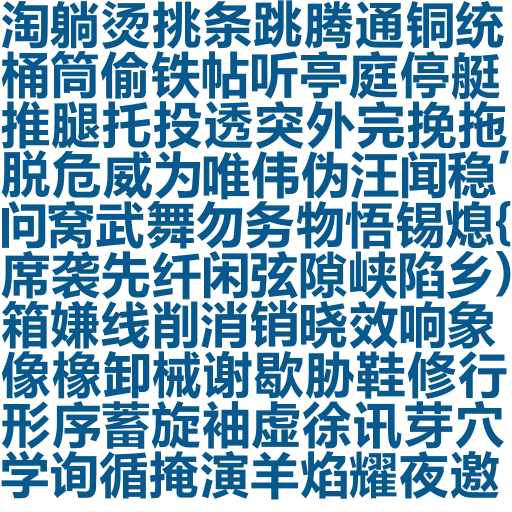 淘躺烫挑条跳腾通铜统
桶筒偷铁帖听亭庭停艇
推腿托投透突外完挽拖
脱危威为唯伟伪汪闻稳′
问窝武舞勿务物悟锡熄{
席袭先纤闲弦隙峡陷乡)
箱嫌线削消销晓效响象
像橡卸械谢歇胁鞋修行
形序蓄旋袖虚徐讯芽穴
学询循掩演羊焰耀夜邀